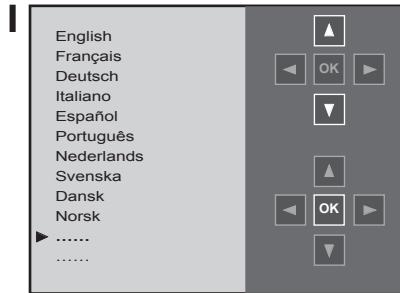 English
Français
Deutsch
Italiano
Español
Português
Nederlands
Svenska
Dansk
Norsk
......
......
OK
OK